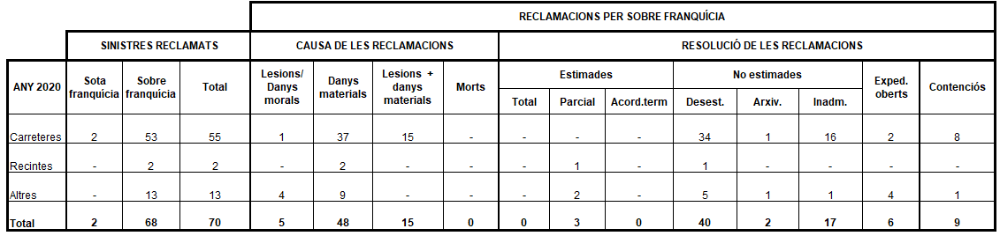 RECLAMACIONS PER SOBRE FRANQUÍCIA
SINISTRES RECLAMATS CAUSA DE LES RECLAMACIONS RESOLUCIÓ DE LES RECLAMACIONS
ANY 2020 Sota franquícia Sobre franquícia Total Lesions/ Danys morals Danys materials Lesions + danys materials Morts Estimades No estimades Exped. oberts Contenciós
Total Parcial Acord.term Desest. Arxiv. Inadm.
Carreteres 2 53 55 1 37 15 - - - - 34 1 16 2 8
Recintes - 2 2 - 2 - - - 1 - 1 - - - -
Altres - 13 13 4 9 - - - 2 - 5 1 1 4 1
Total 2 68 70 5 48 15 0 0 3 0 40 2 17 6 9